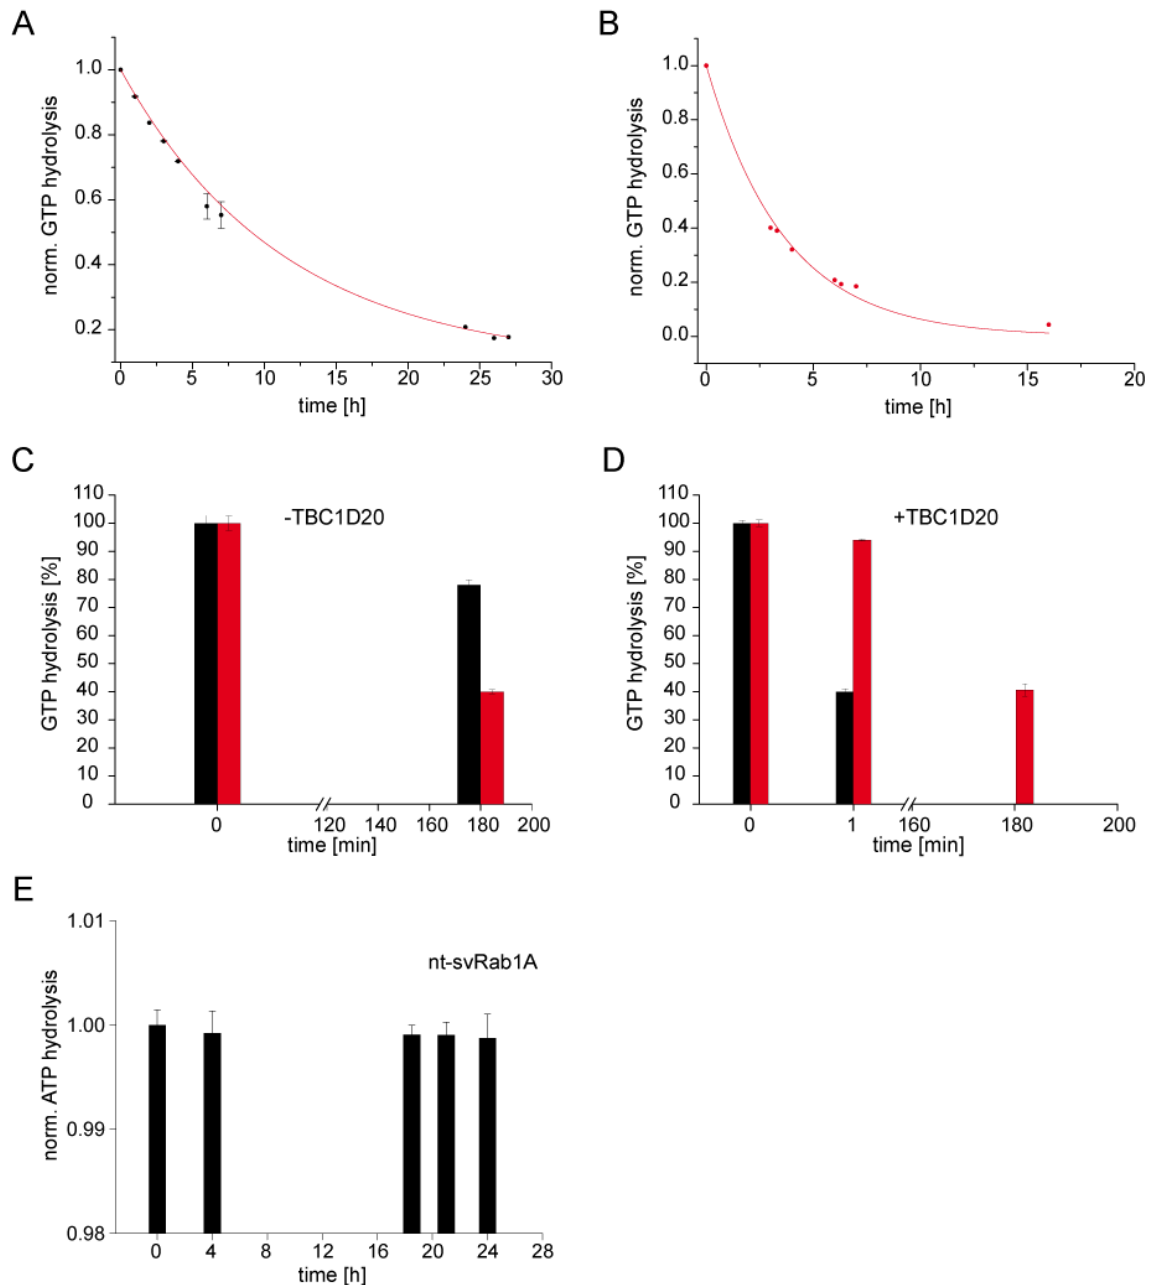 A
norm. GTP hydrolysis
1.0
0.8
0.6
0.4
0.2
0 5 10 15 20 25 30
time [h]
B
norm. GTP hydrolysis
1.0
0.8
0.6
0.4
0.2
0.0
0 5 10 15 20
time [h]
C
-TBC1D20
GTP hydrolysis [%]
110
100
90
80
70
60
50
40
30
20
10
0
0 120 140 160 180 200
time [min]
D
+TBC1D20
GTP hydrolysis [%]
110
100
90
80
70
60
50
40
30
20
10
0
0 1 160 180 200
time [min]
E
nt-svRab1A
norm. ATP hydrolysis
1.01
1.00
0.99
0.98
0 4 8 12 16 20 24 28
time [h]